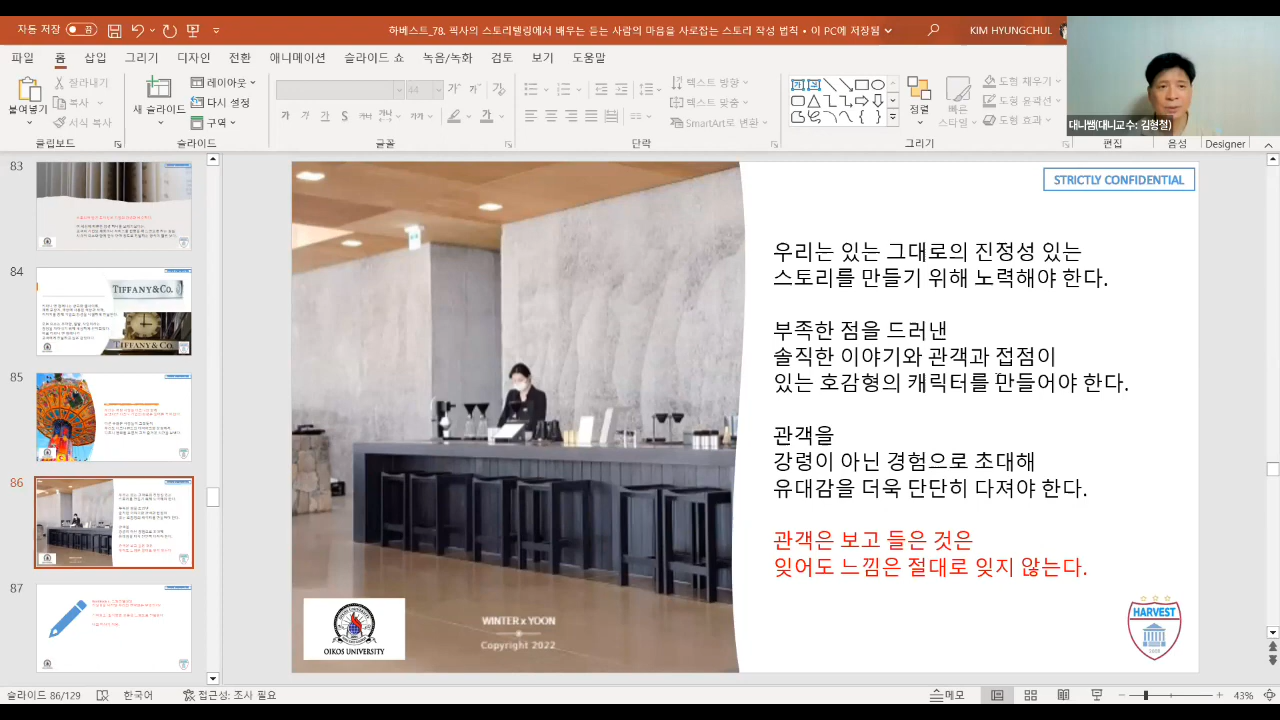 자동 저장
하베스트_78. 픽사의 스토리텔링에서 배우는 듣는 사람의 마음을 사로잡는 스토리 작성 법칙 • 이 PC에 저장됨
KIM HYUNGCHUL
파일 홈 삽입 그리기 디자인 전환 애니메이션 슬라이드 쇼 녹음/녹화 검토 보기 도움말
붙여넣기
잘라내기
복사
서식 복사
새 슬라이드
레이아웃
다시 설정
구역
44
텍스트 방향
텍스트 맞춤
SmartArt로 변환
정렬
빠른 스타일
도형 채우기
도형 효과
대니쌤(대니교수: 김형철)
클립보드 슬라이드 글꼴 단락 그리기 편집 음성 Designer
83
84
TIFFANY&CO.
TIFFANY & CO.
85
86
87
STRICTLY CONFIDENTIAL
우리는 있는 그대로의 진정성 있는
스토리를 만들기 위해 노력해야 한다.
부족한 점을 드러낸
솔직한 이야기와 관객과 접점이
있는 호감형의 캐릭터를 만들어야 한다.
관객을
강령이 아닌 경험으로 초대해
유대감을 더욱 단단히 다져야 한다.
관객은 보고 들은 것은
잊어도 느낌은 절대로 잊지 않는다.
OIKOS UNIVERSITY
WINTER x YOON
Copyright 2022
HARVEST
슬라이드 86/129 한국어 접근성: 조사 필요
메모
43%